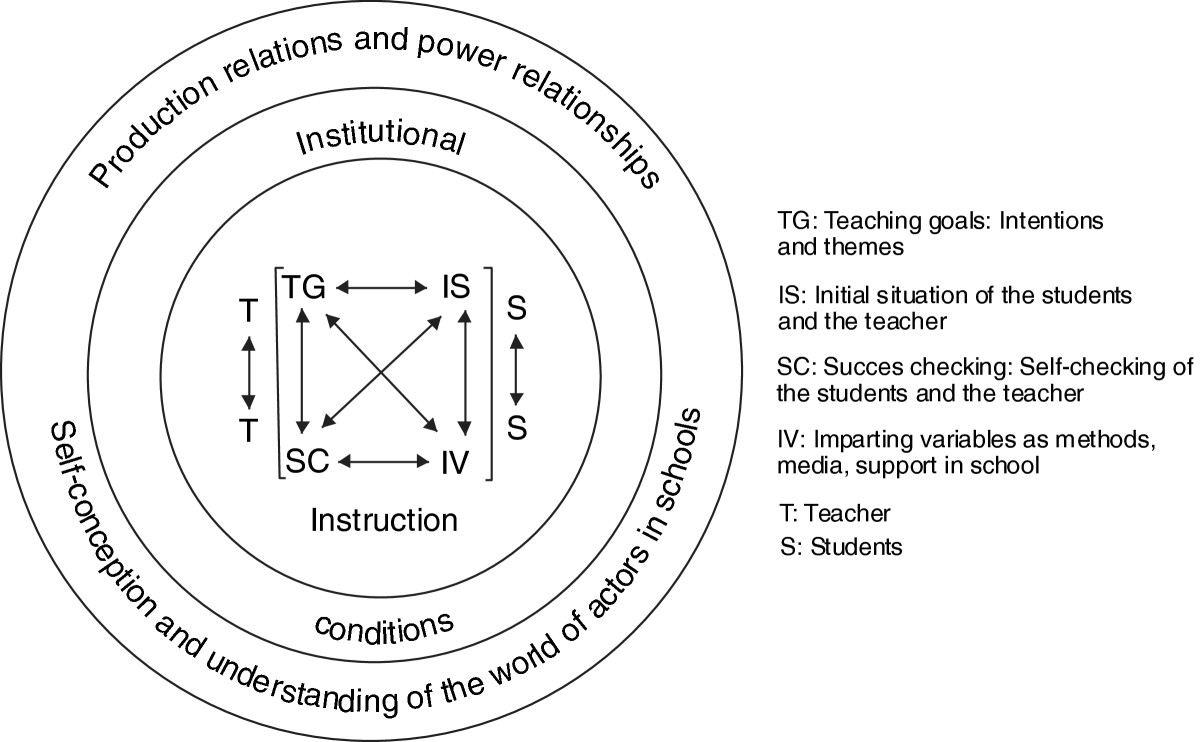 Production relations and power relationships
Institutional
TG IS
T S
T S
SC IV
Instruction
conditions
Self-conception and understanding of the world of actors in schools
TG: Teaching goals: Intentions
and themes
IS: Initial situation of the students
and the teacher
SC: Succes checking: Self-checking of
the students and the teacher
IV: Imparting variables as methods,
media, support in school
T: Teacher
S: Students